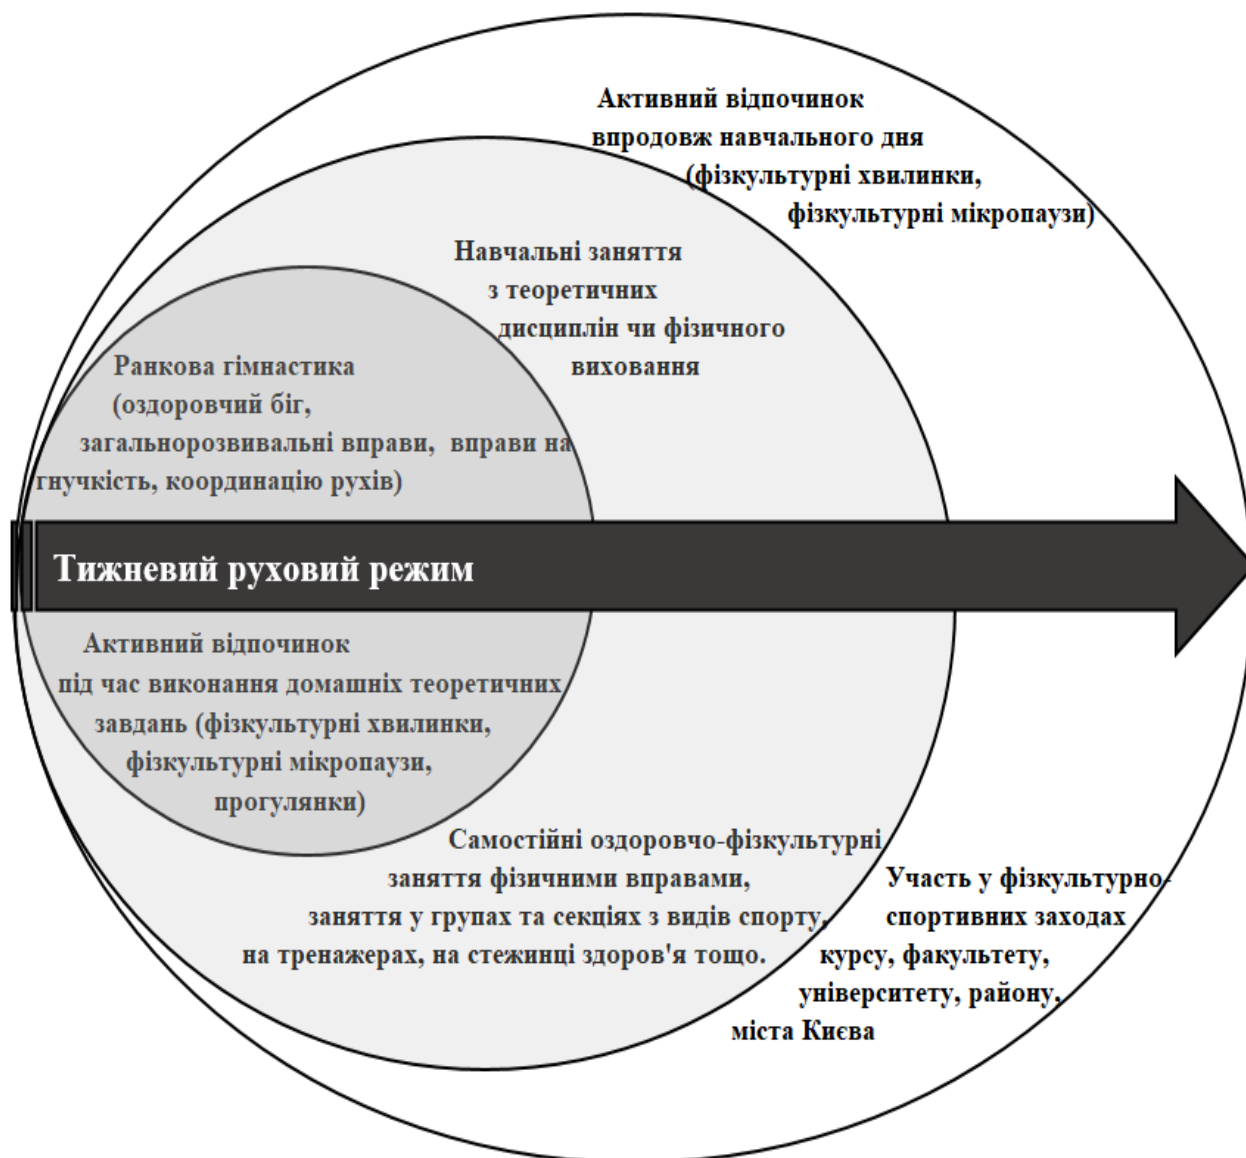 Активний відпочинок
впродовж навчального дня
(фізкультурні хвилинки,
фізкультурні мікропаузи)
Навчальні заняття
з теоретичних
дисциплін чи фізичного
виховання
Ранкова гімнастика
(оздоровчий біг,
загальнорозвивальні вправи, вправи на
гнучкість, координацію рухів)
Тижневий руховий режим
Активний відпочинок
під час виконання домашніх теоретичних
завдань (фізкультурні хвилинки,
фізкультурні мікропаузи,
прогулянки)
Самостійні оздоровчо-фізкультурні
заняття фізичними вправами,
заняття у групах та секціях з видів спорту,
на тренажерах, на стежинці здоров'я тощо.
Участь у фізкультурно-
спортивних заходах
курсу, факультету,
університету, району,
міста Києва